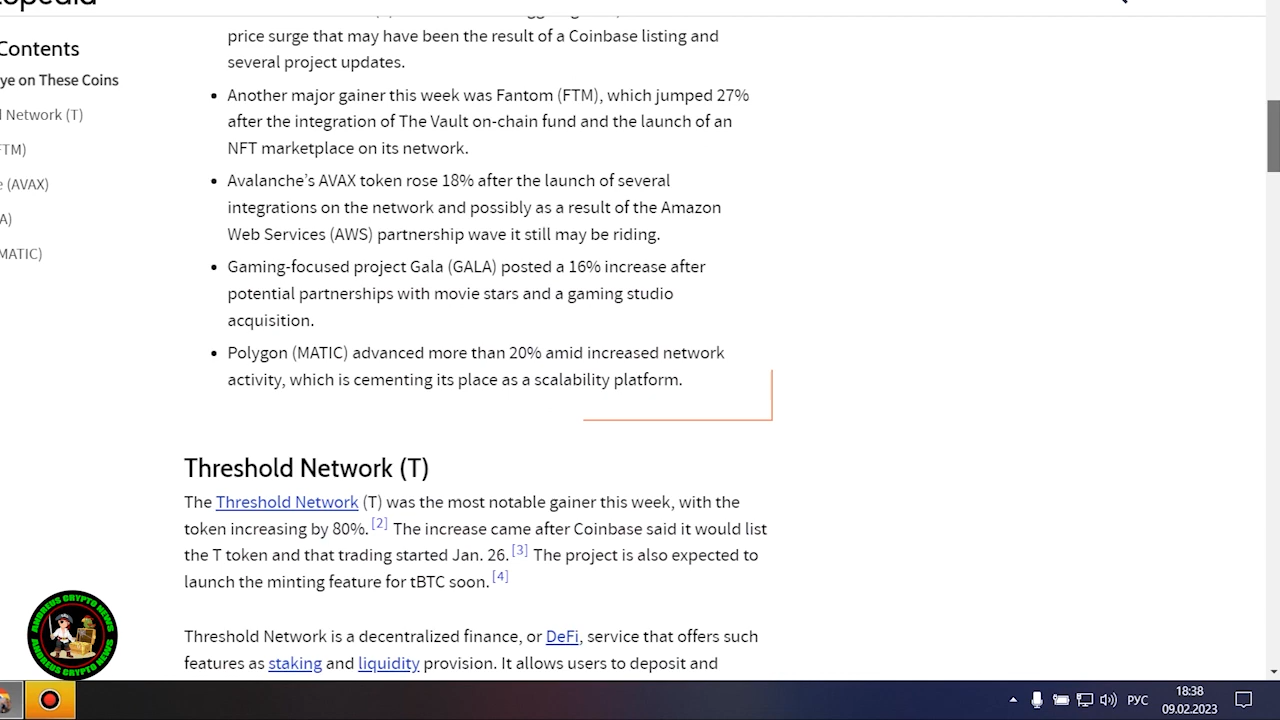 Contents
ye on These Coins
Network (T)
FTM)
(AVAX)
A)
MATIC)
price surge that may have been the result of a Coinbase listing and
several project updates.
• Another major gainer this week was Fantom (FTM), which jumped 27%
after the integration of The Vault on-chain fund and the launch of an
NFT marketplace on its network.
• Avalanche’s AVAX token rose 18% after the launch of several
integrations on the network and possibly as a result of the Amazon
Web Services (AWS) partnership wave it still may be riding.
• Gaming-focused project Gala (GALA) posted a 16% increase after
potential partnerships with movie stars and a gaming studio
acquisition.
• Polygon (MATIC) advanced more than 20% amid increased network
activity, which is cementing its place as a scalability platform.
Threshold Network (T)
The Threshold Network (T) was the most notable gainer this week, with the
token increasing by 80%. [2] The increase came after Coinbase said it would list
the T token and that trading started Jan. 26. [3] The project is also expected to
launch the minting feature for tBTC soon. [4]
Threshold Network is a decentralized finance, or DeFi, service that offers such
features as staking and liquidity provision. It allows users to deposit and
ANDREUS CRYPTO NEWS
ANDREUS CRYPTO NEWS
РУС
18:38
09.02.2023